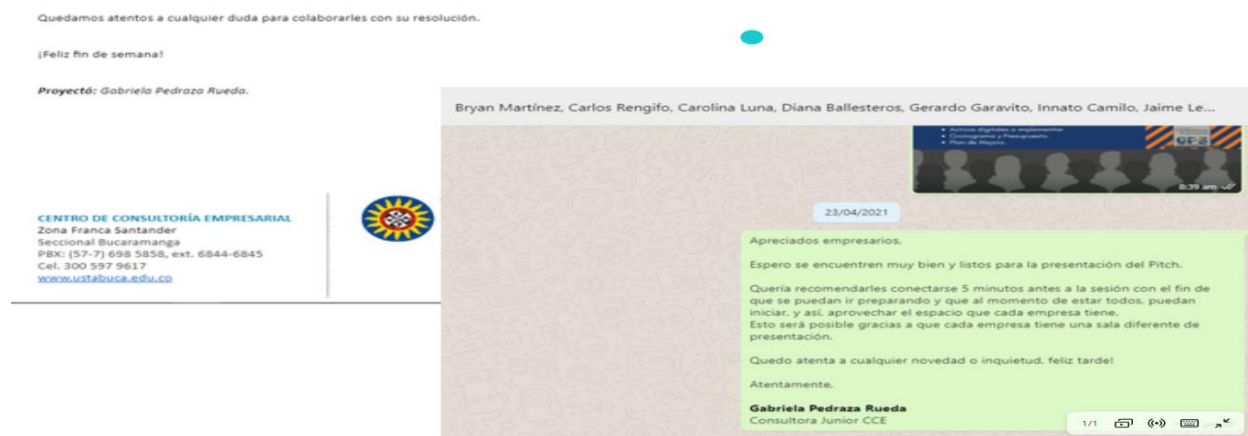 Quedamos atentos a cualquier duda para colaborarles con su resolución.
¡Feliz fin de semana!
Proyectó: Gabriela Pedraza Rueda.
CENTRO DE CONSULTORÍA EMPRESARIAL
Zona Franca Santander
Seccional Bucaramanga
PBX: (57-7) 698 5858, ext. 6844-6845
Cel. 300 597 9617
www.ustabuca.edu.co
Bryan Martínez, Carlos Rengifo, Carolina Luna, Diana Ballesteros, Gerardo Garavito, Innato Camilo, Jaime Le...
• Activos digitales a implementar.
• Cronograma y Presupuesto.
• Plan de Mejora.
8:39 am
23/04/2021
Apreciados empresarios,
Espero se encuentren muy bien y listos para la presentación del Pitch.
Quería recomendarles conectarse 5 minutos antes a la sesión con el fin de
que se puedan ir preparando y que al momento de estar todos, puedan
iniciar, y así, aprovechar el espacio que cada empresa tiene.
Esto será posible gracias a que cada empresa tiene una sala diferente de
presentación.
Quedo atenta a cualquier novedad o inquietud, feliz tarde!
Atentamente,
Gabriela Pedraza Rueda
Consultora Junior CCE
1/1